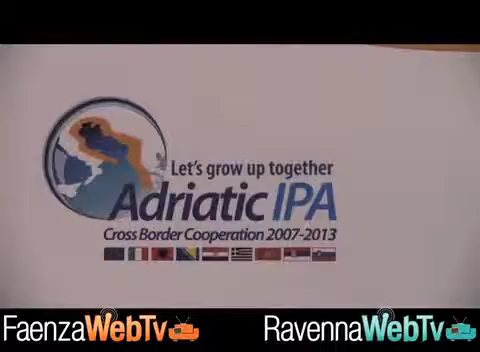 Let's grow up together
Adriatic IPA
Cross Border Cooperation 2007-2013
FaenzaWebTv
RavennaWebTv